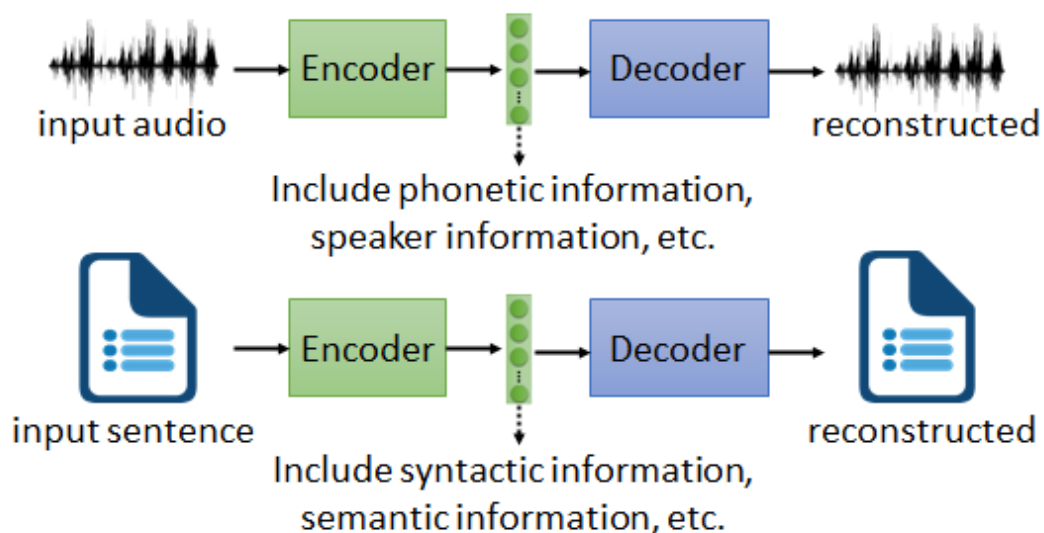 Encoder
Decoder
input audio
reconstructed
Include phonetic information,
speaker information, etc.
Encoder
Decoder
input sentence
reconstructed
Include syntactic information,
semantic information, etc.